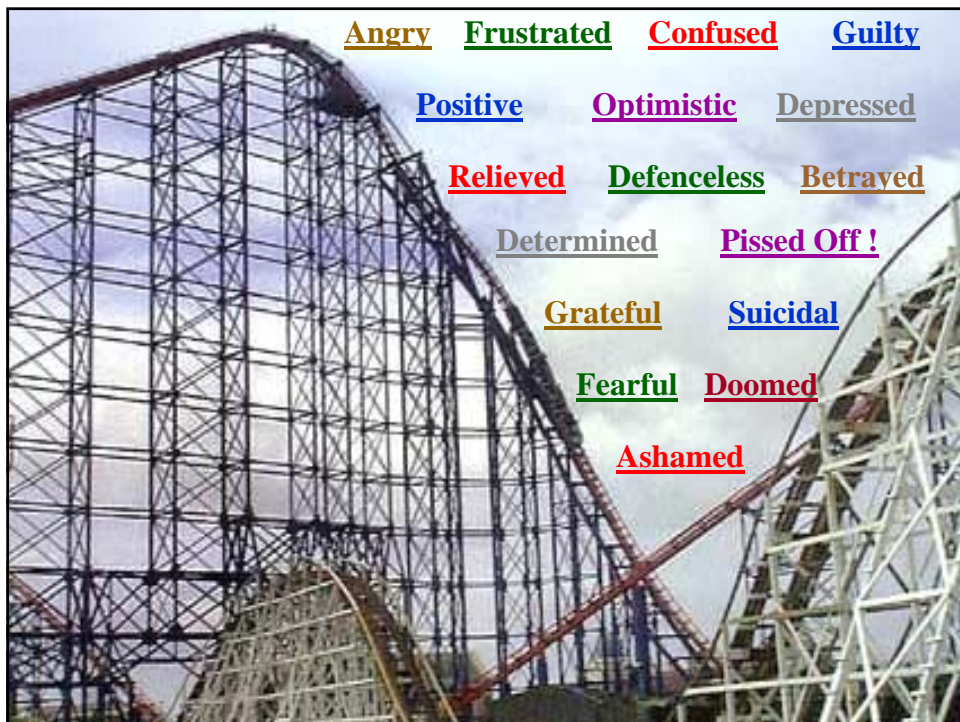 Angry Frustrated Confused Guilty
Positive Optimistic Depressed
Relieved Defenceless Betrayed
Determined Pissed Off !
Grateful Suicidal
Fearful Doomed
Ashamed